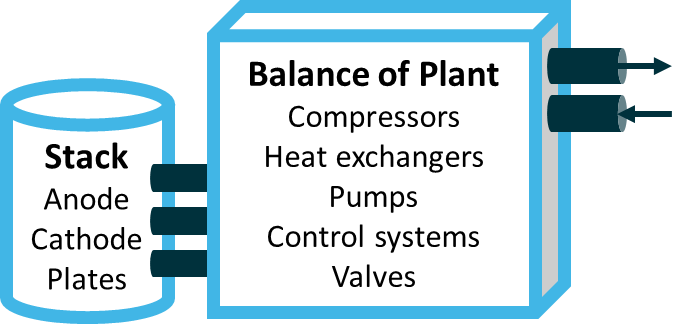 Stack
Anode
Cathode
Plates
Balance of Plant
Compressors
Heat exchangers
Pumps
Control systems
Valves